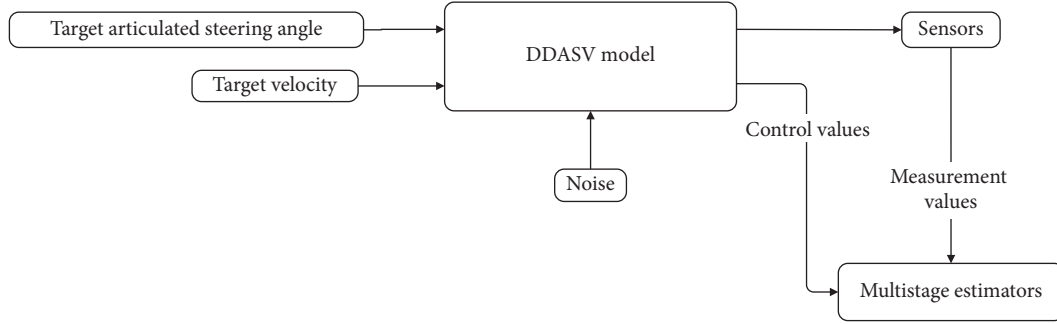 Target articulated steering angle
Sensors
DDASV model
Target velocity
Control values
Noise
Measurement
values
Multistage estimators